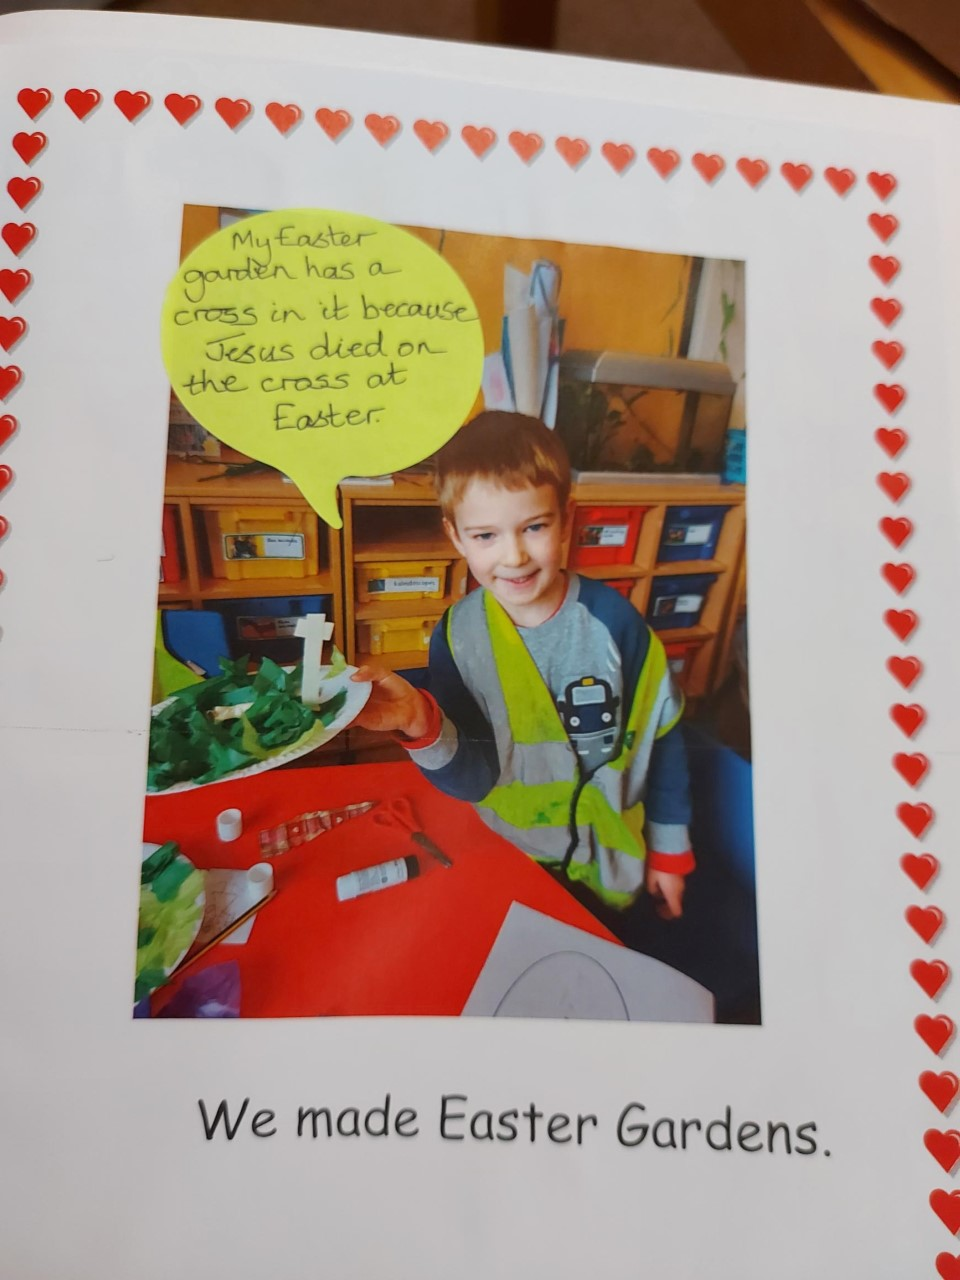 My Easter
garden has a
cross in it because
Jesus died on
the cross at
Easter.
We made Easter Gardens.